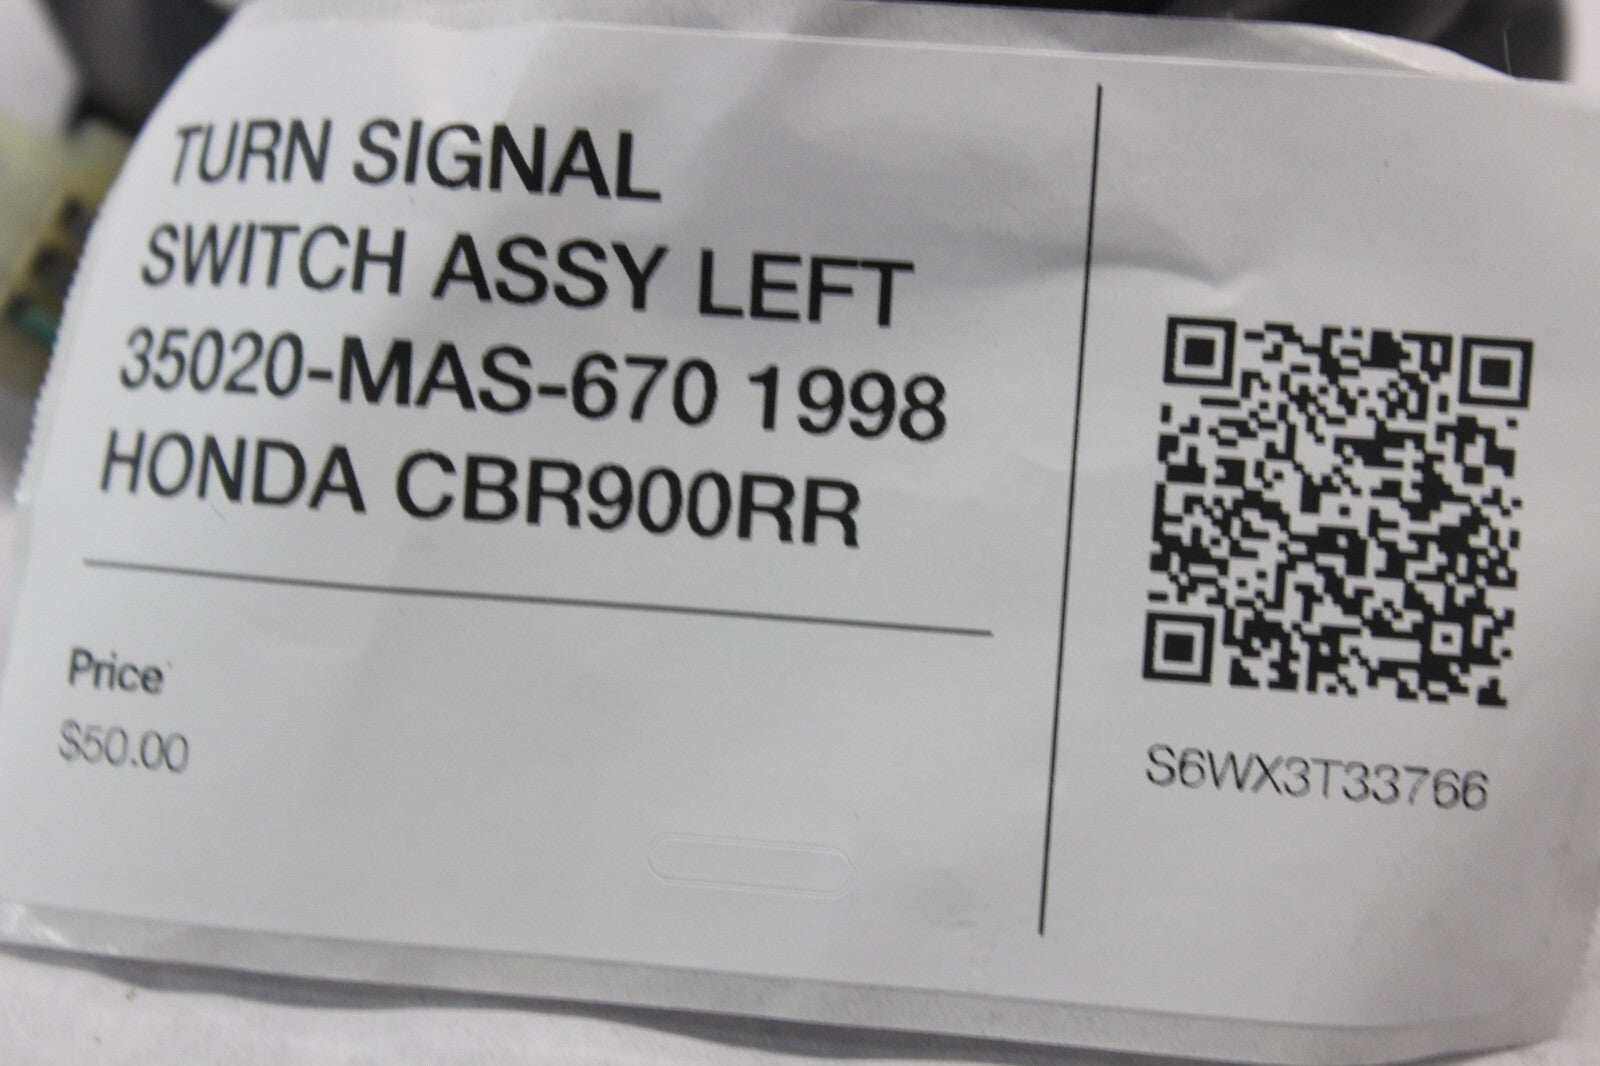 TURN SIGNAL
SWITCH ASSY LEFT
35020-MAS-670 1998
HONDA CBR900RR
Price
$50.00
S6WX3T33766